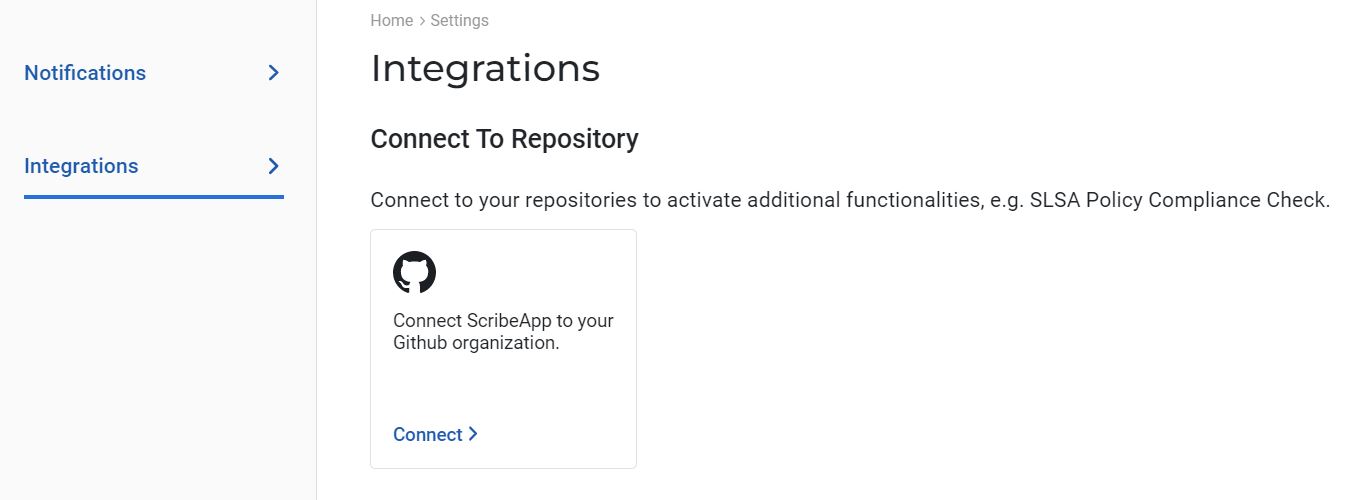 Notifications
Integrations
Home > Settings
Integrations
Connect To Repository
Connect to your repositories to activate additional functionalities, e.g. SLSA Policy Compliance Check.
Connect ScribeApp to your
Github organization.
Connect